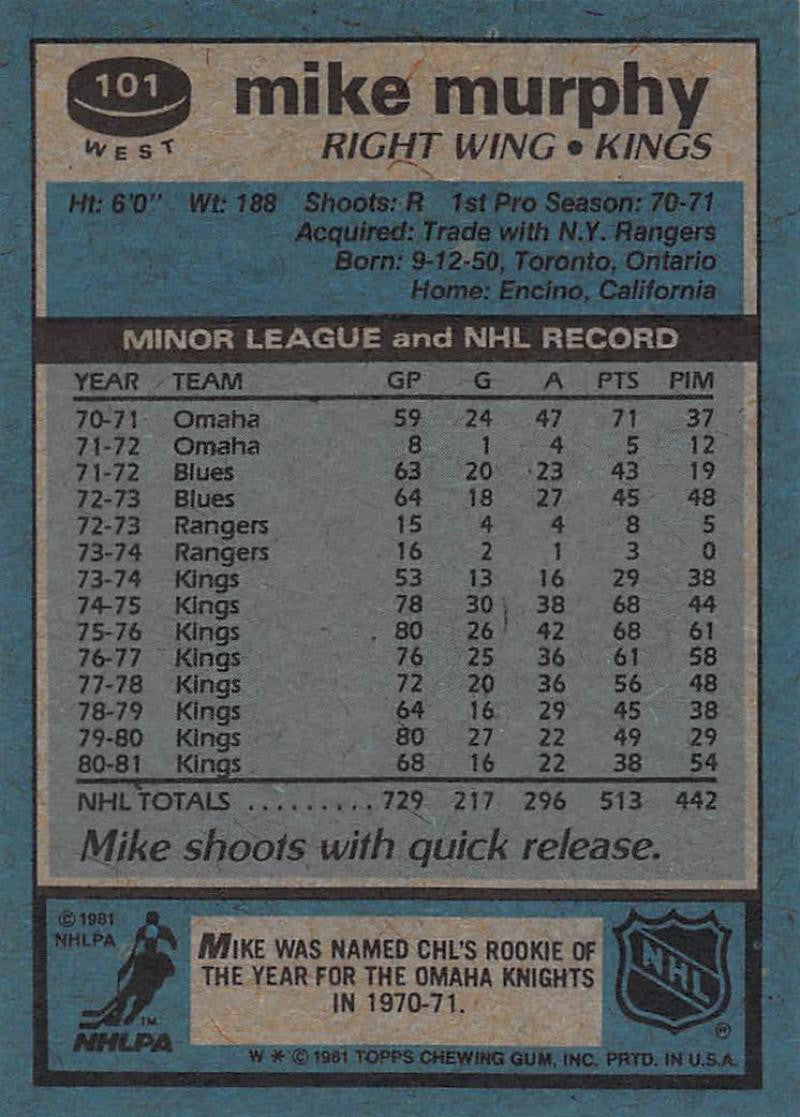 101
WEST
mike murphy
RIGHT WING • KINGS
Ht: 6'0" Wt: 188 Shoots: R 1st Pro Season: 70-71
Acquired: Trade with N.Y. Rangers
Born: 9-12-50, Toronto, Ontario
Home: Encino, California
MINOR LEAGUE and NHL RECORD
YEAR TEAM GP G A PTS PIM
70-71 Omaha 59 24 47 71 37
71-72 Omaha 8 1 4 5 12
71-72 Blues 63 20 23 43 19
72-73 Blues 64 18 27 45 48
72-73 Rangers 15 4 4 8 5
73-74 Rangers 16 2 1 3 0
73-74 Kings 53 13 16 29 38
74-75 Kings 78 30 38 68 44
75-76 Kings 80 26 42 68 61
76-77 Kings 76 25 36 61 58
77-78 Kings 72 20 36 56 48
78-79 Kings 64 16 29 45 38
79-80 Kings 80 27 22 49 29
80-81 Kings 68 16 22 38 54
NHL TOTALS ......... 729 217 296 513 442
Mike shoots with quick release.
© 1981
NHLPA
TM
NHLPA
MIKE WAS NAMED CHL'S ROOKIE OF
THE YEAR FOR THE OMAHA KNIGHTS
IN 1970-71.
NHL
®
W * © 1981 TOPPS CHEWING GUM, INC. PRTD. IN U.S.A.